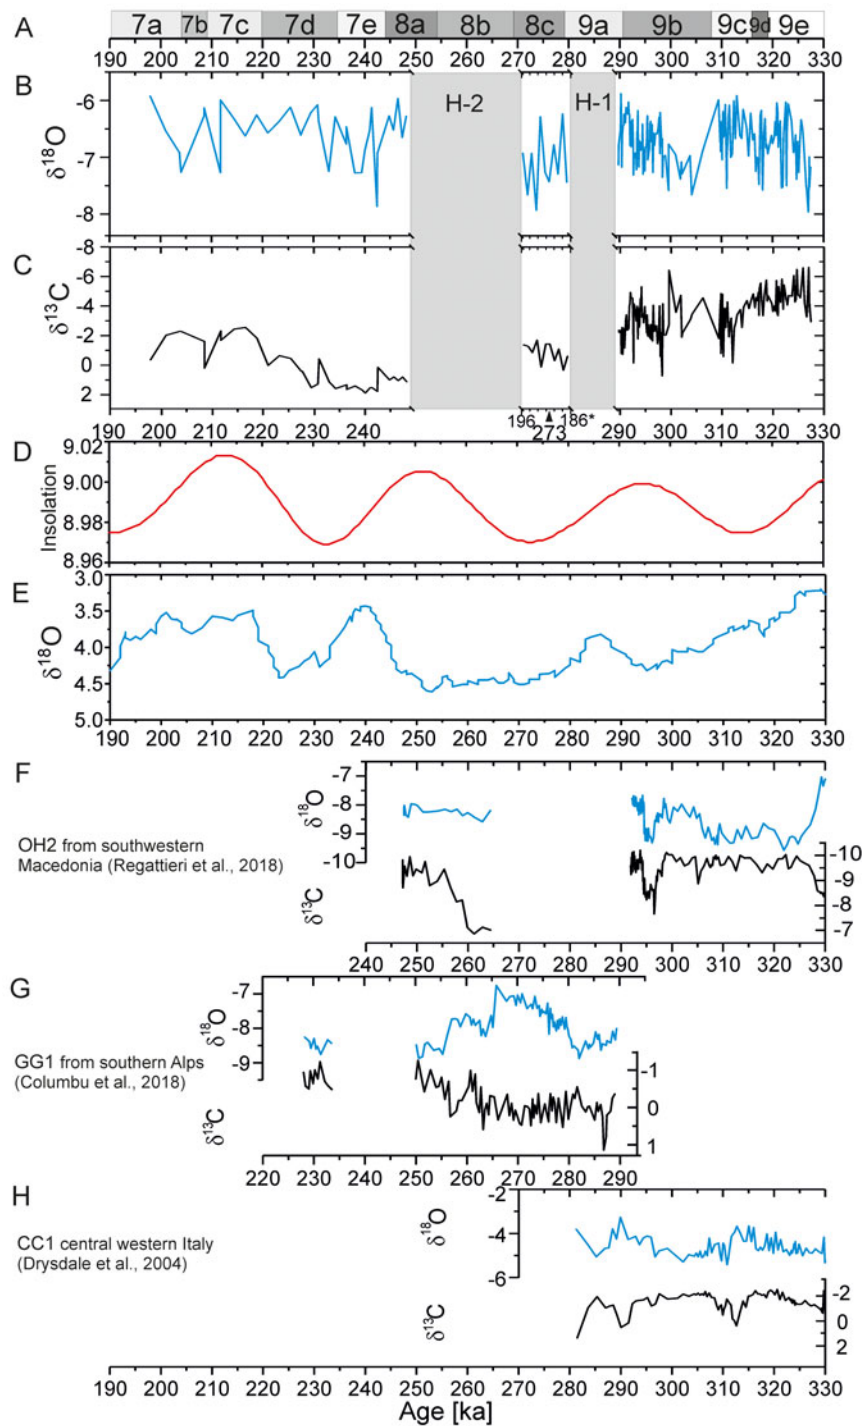 A
7a 7b 7c 7d 7e 8a 8b 8c 9a 9b 9c 9d 9e
190 200 210 220 230 240 250 260 270 280 290 300 310 320 330
B
H-2 H-1
δ18O
-6
-7
-8
C
δ13C
-8
-6
-4
-2
0
2
196 186*
190 200 210 220 230 240 273 290 300 310 320 330
D
Insolation
9.02
9.00
8.98
8.96
E
δ18O
3.0
3.5
4.0
4.5
5.0
190 200 210 220 230 240 250 260 270 280 290 300 310 320 330
F
OH2 from southwestern
Macedonia (Regattieri et al., 2018)
δ18O
-7
-8
-9
-10
δ13C
-10
-9
-8
-7
240 250 260 270 280 290 300 310 320 330
G
GG1 from southern Alps
(Columbu et al., 2018)
δ18O
-7
-8
-9
δ13C
-1
0
1
220 230 240 250 260 270 280 290
H
CC1 central western Italy
(Drysdale et al., 2004)
δ18O
-2
-4
-6
δ13C
-2
0
2
190 200 210 220 230 240 250 260 270 280 290 300 310 320 330
Age [ka]